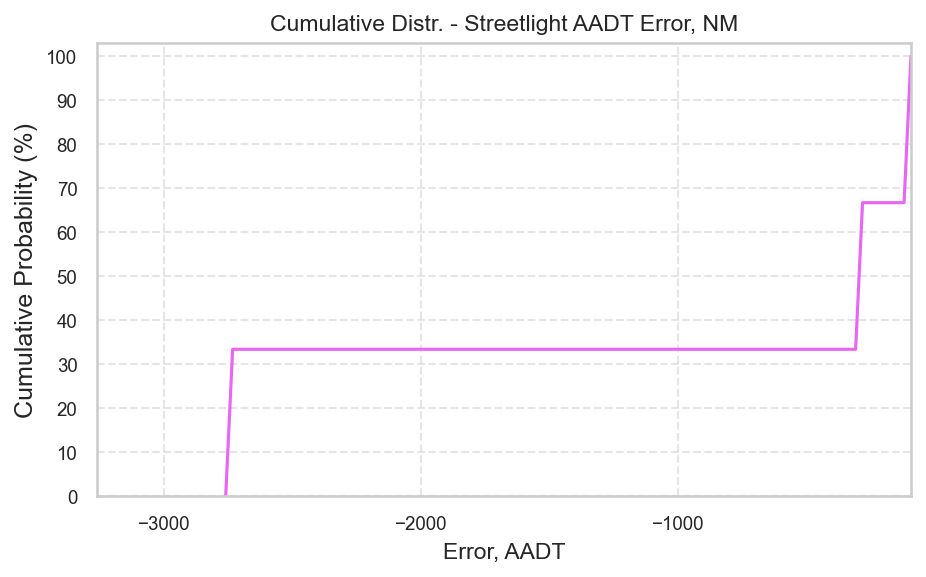 Cumulative Distr. - Streetlight AADT Error, NM
Cumulative Probability (%)
100
90
80
70
60
50
40
30
20
10
0
−3000 −2000 −1000
Error, AADT